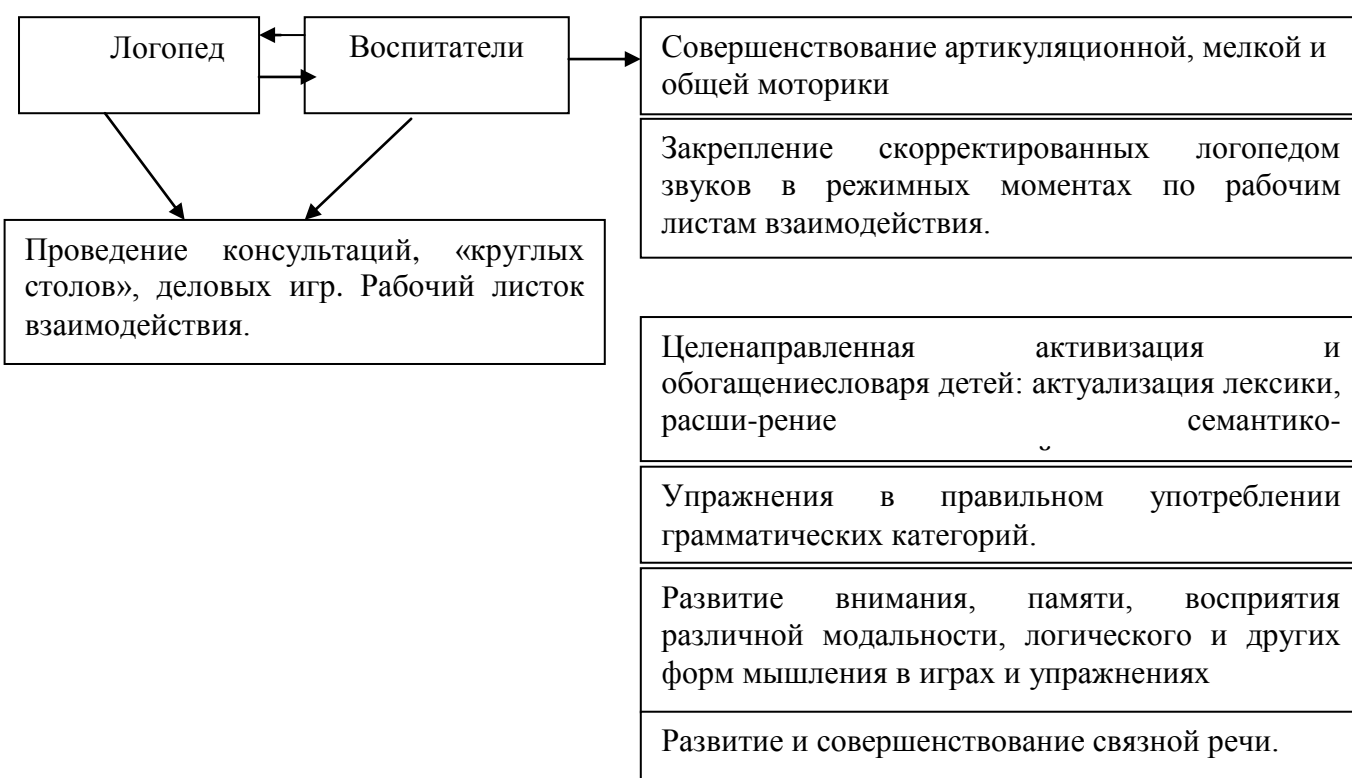 Логопед
Воспитатели
Совершенствование артикуляционной, мелкой и
общей моторики
Закрепление скорректированных логопедом
звуков в режимных моментах по рабочим
листам взаимодействия.
Проведение консультаций, «круглых
столов», деловых игр. Рабочий листок
взаимодействия.
Целенаправленная активизация и
обогащениесловаря детей: актуализация лексики,
расши-рение семантико-
Упражнения в правильном употреблении
грамматических категорий.
Развитие внимания, памяти, восприятия
различной модальности, логического и других
форм мышления в играх и упражнениях
Развитие и совершенствование связной речи.